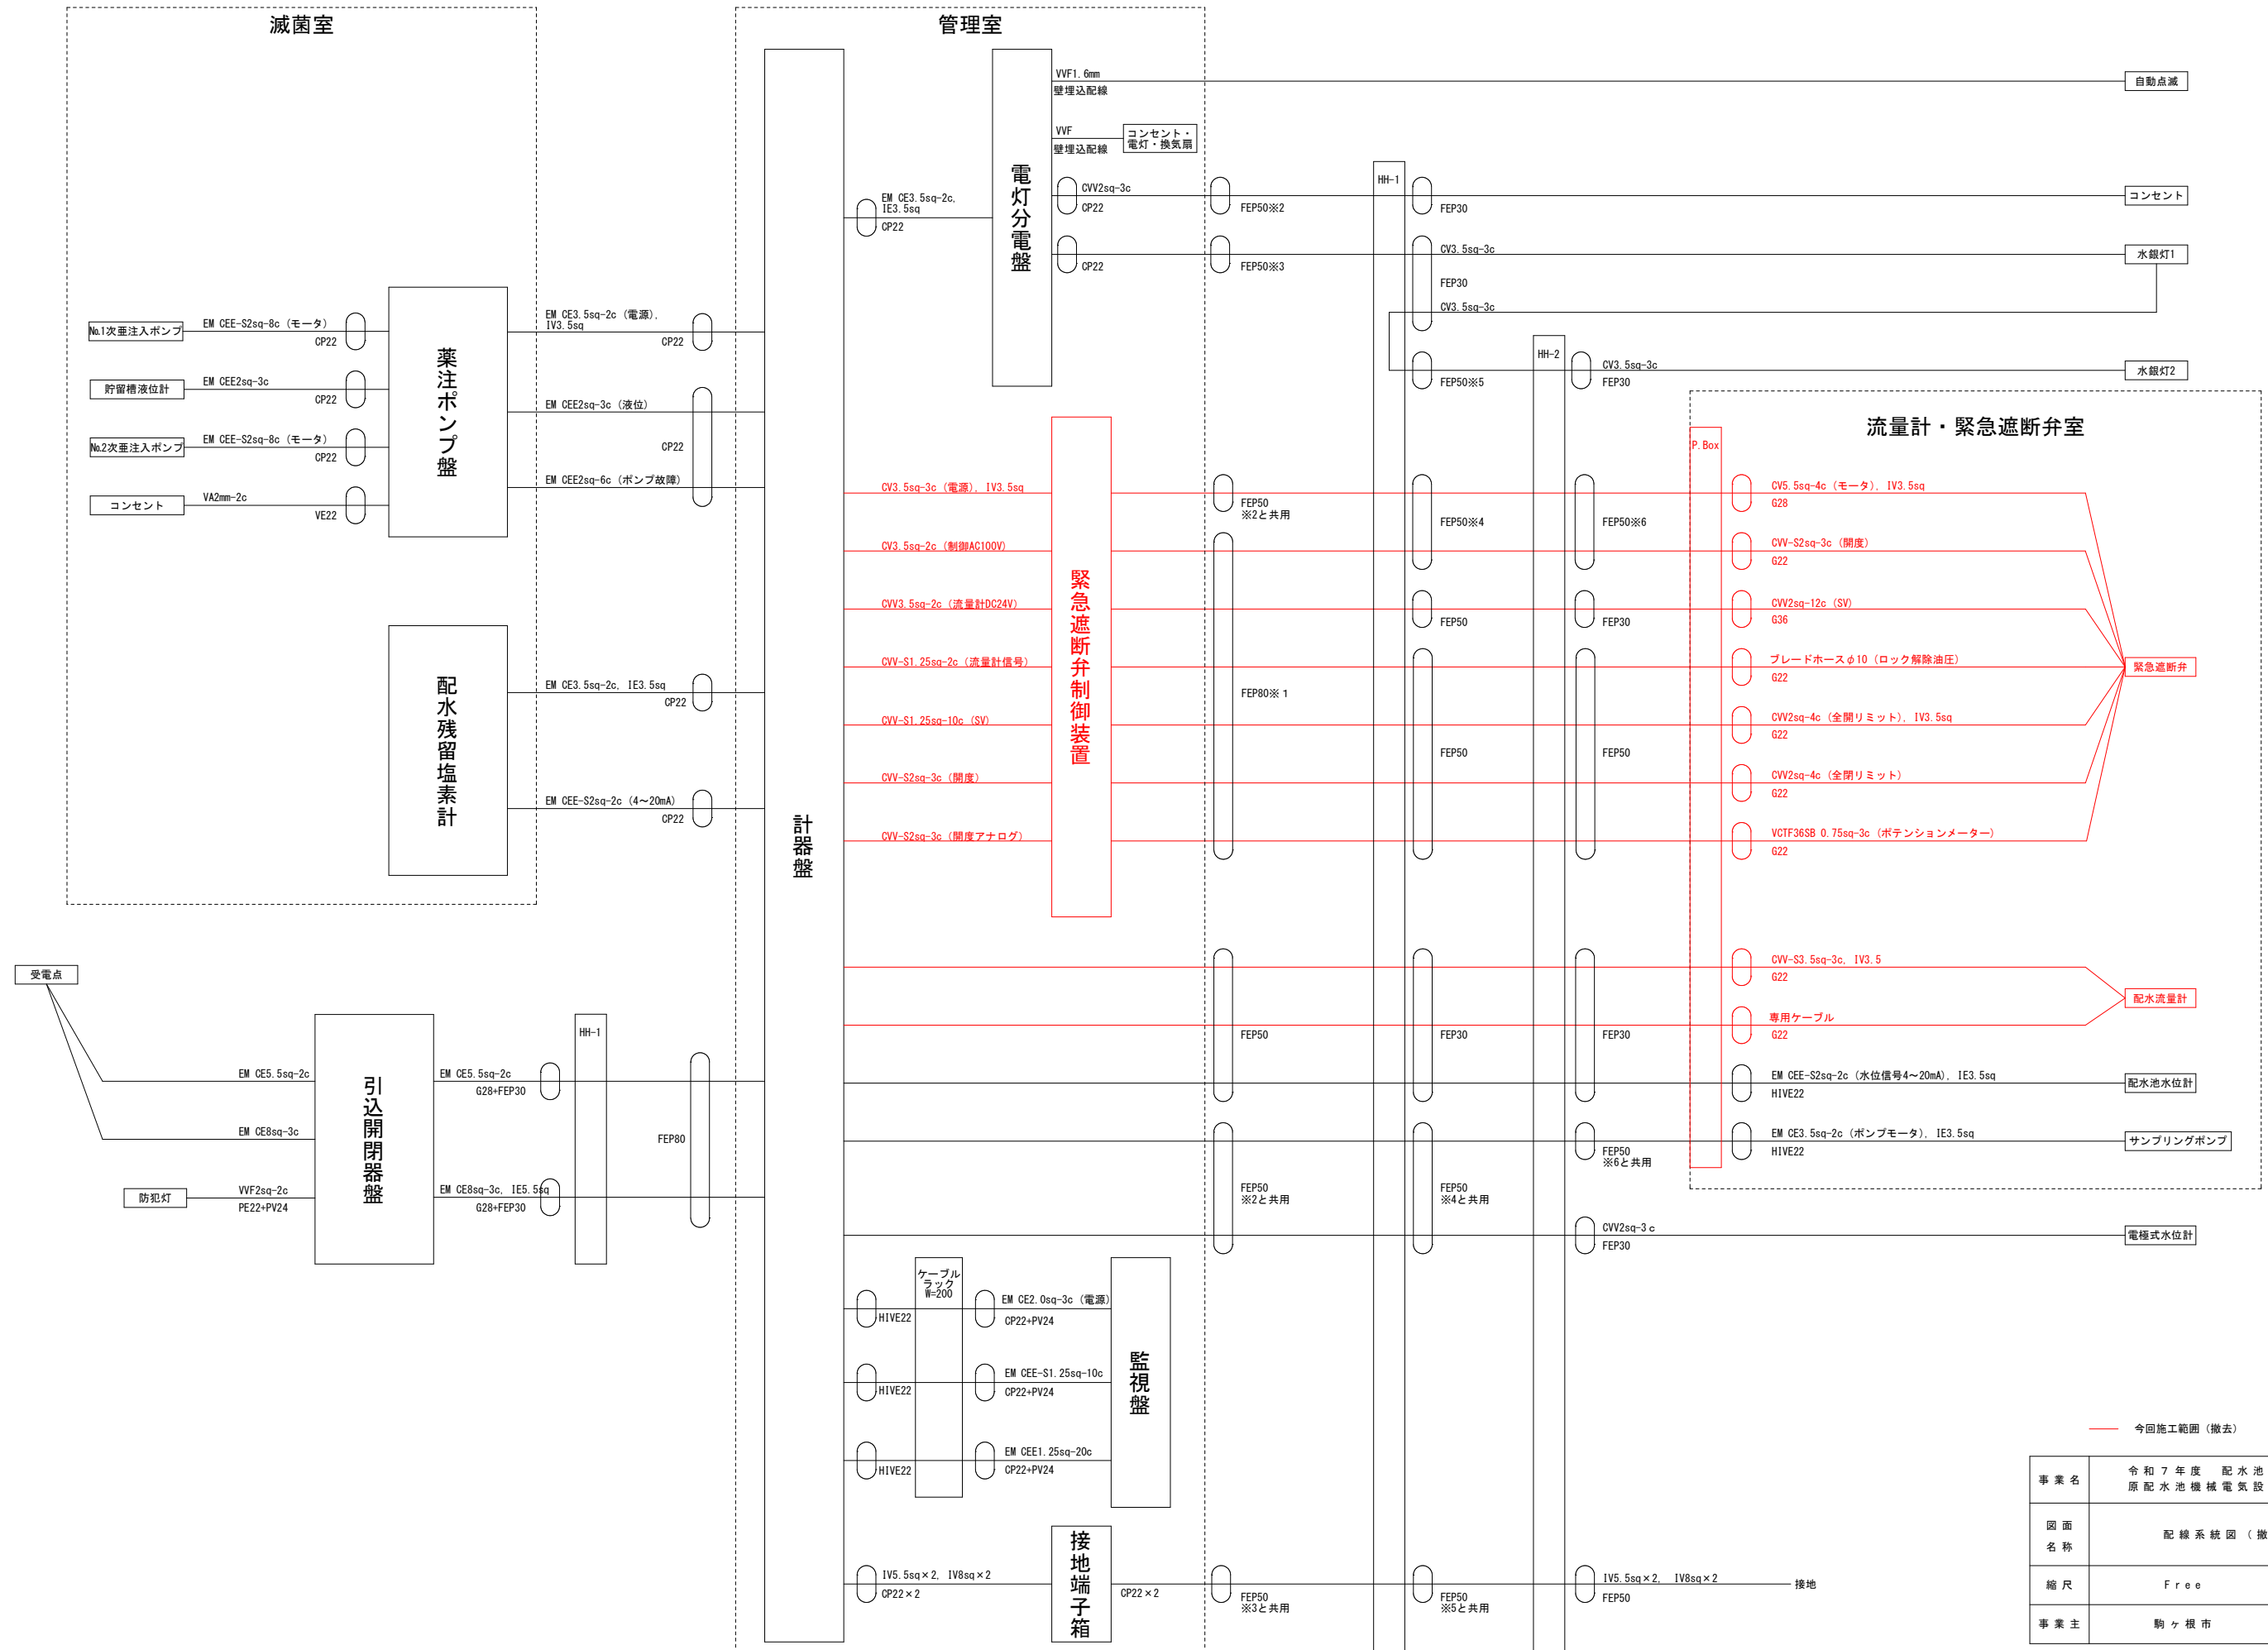 滅菌室
管理室
VVF1.6mm
壁埋込配線
自動点滅
VVF
壁埋込配線
コンセント・
電灯・換気扇
電灯分電盤
HH-1
EM CE3.5sq-2c,
IE3.5sq
CP22
CVV2sq-3c
CP22
FEP50※2
FEP30
コンセント
CP22
FEP50※3
CV3.5sq-3c
FEP30
CV3.5sq-3c
水銀灯1
HH-2
FEP50※5
CV3.5sq-3c
FEP30
水銀灯2
№1次亜注入ポンプ
EM CEE-S2sq-8c（モータ）
CP22
貯留槽液位計
EM CEE2sq-3c
CP22
№2次亜注入ポンプ
EM CEE-S2sq-8c（モータ）
CP22
コンセント
VA2mm-2c
VE22
薬注ポンプ盤
EM CE3.5sq-2c（電源）,
IV3.5sq
CP22
EM CEE2sq-3c（液位）
CP22
EM CEE2sq-6c（ポンプ故障）
配水残留塩素計
EM CE3.5sq-2c, IE3.5sq
CP22
EM CEE-S2sq-2c（4～20mA）
CP22
計器盤
流量計・緊急遮断弁室
P.Box
緊急遮断弁制御装置
CV3.5sq-3c（電源）, IV3.5sq
FEP50
※2と共用
FEP50※4
FEP50※6
CV5.5sq-4c（モータ）, IV3.5sq
G28
CV3.5sq-2c（制御AC100V）
CVV-S2sq-3c（開度）
G22
CVV3.5sq-2c（流量計DC24V）
FEP50
FEP30
CVV2sq-12c（SV）
G36
CVV-S1.25sq-2c（流量計信号）
FEP80※１
ブレードホースφ10（ロック解除油圧）
G22
緊急遮断弁
CVV-S1.25sq-10c（SV）
FEP50
FEP50
CVV2sq-4c（全開リミット）, IV3.5sq
G22
CVV-S2sq-3c（開度）
CVV2sq-4c（全閉リミット）
G22
CVV-S2sq-3c（開度アナログ）
VCTF36SB 0.75sq-3c（ポテンションメーター）
G22
CVV-S3.5sq-3c, IV3.5
G22
配水流量計
専用ケーブル
G22
FEP50
FEP30
FEP30
EM CEE-S2sq-2c（水位信号4～20mA）, IE3.5sq
HIVE22
配水池水位計
EM CE3.5sq-2c（ポンプモータ）, IE3.5sq
HIVE22
サンプリングポンプ
FEP50
※6と共用
FEP50
※2と共用
FEP50
※4と共用
CVV2sq-3ｃ
FEP30
電極式水位計
受電点
EM CE5.5sq-2c
EM CE8sq-3c
防犯灯
VVF2sq-2c
PE22+PV24
引込開閉器盤
EM CE5.5sq-2c
G28+FEP30
HH-1
FEP80
EM CE8sq-3c, IE5.5sq
G28+FEP30
ケーブル
ラック
W=200
HIVE22
EM CE2.0sq-3c（電源）
CP22+PV24
HIVE22
EM CEE-S1.25sq-10c
CP22+PV24
HIVE22
EM CEE1.25sq-20c
CP22+PV24
監視盤
接地端子箱
IV5.5sq×2, IV8sq×2
CP22×2
CP22×2
FEP50
※3と共用
FEP50
※5と共用
IV5.5sq×2, IV8sq×2
FEP50
接地
今回施工範囲（撤去）
事業名
令和７年度　配水池
原配水池機械電気設
図面
名称
配線系統図（撤
縮尺
Free
事業主
駒ヶ根市